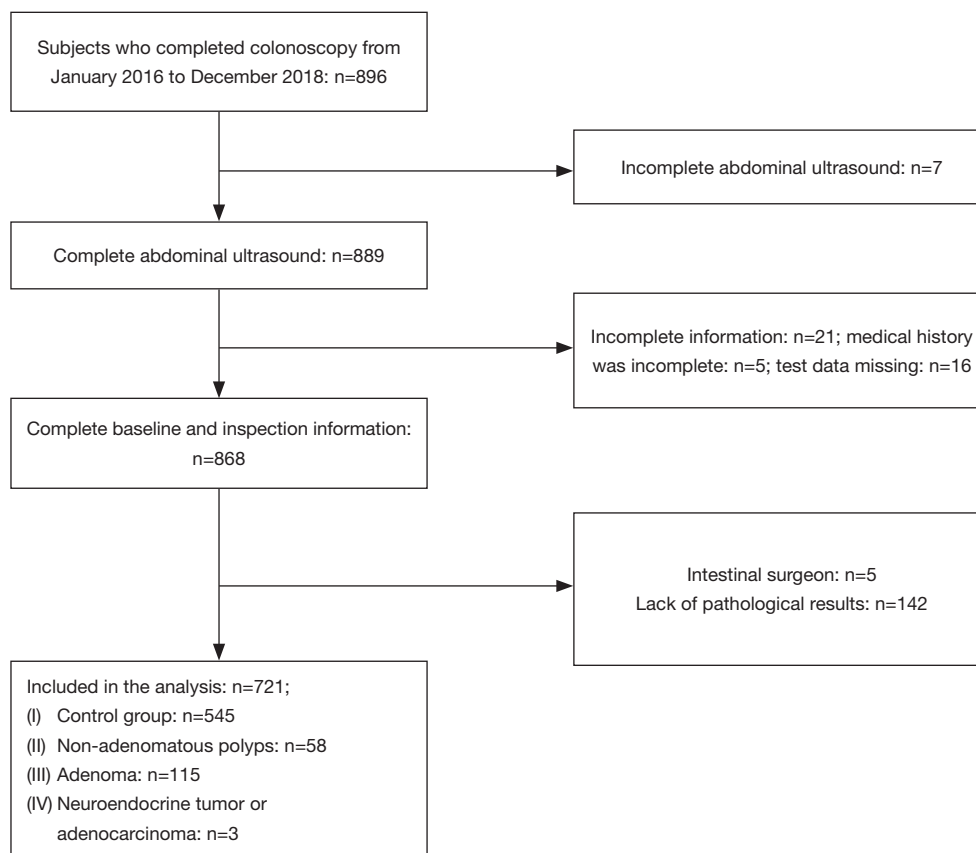 Subjects who completed colonoscopy from
January 2016 to December 2018: n=896
Incomplete abdominal ultrasound: n=7
Complete abdominal ultrasound: n=889
Incomplete information: n=21; medical history
was incomplete: n=5; test data missing: n=16
Complete baseline and inspection information:
n=868
Intestinal surgeon: n=5
Lack of pathological results: n=142
Included in the analysis: n=721;
(I) Control group: n=545
(II) Non-adenomatous polyps: n=58
(III) Adenoma: n=115
(IV) Neuroendocrine tumor or
adenocarcinoma: n=3